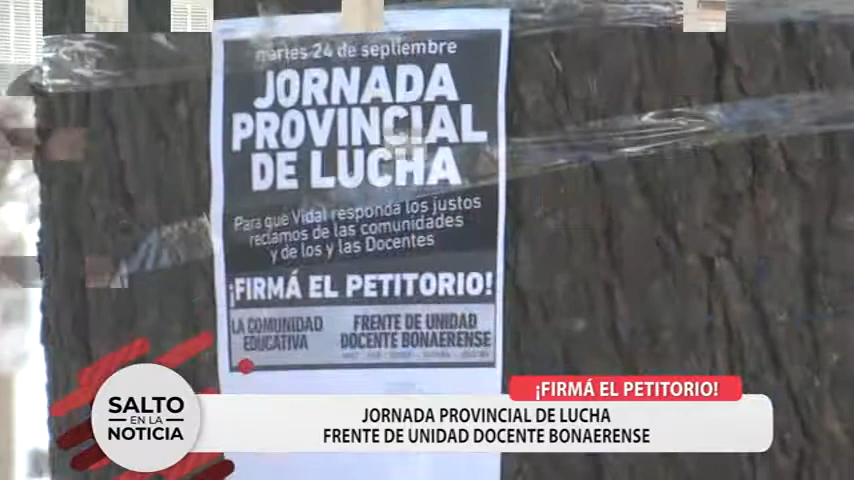 martes 24 de septiembre
JORNADA
PROVINCIAL
DE LUCHA
Para que Vidal responda los justos
reclamos de las comunidades
y de los y las Docentes
¡FIRMÁ EL PETITORIO!
LA COMUNIDAD
EDUCATIVA
FRENTE DE UNIDAD
DOCENTE BONAERENSE
¡FIRMÁ EL PETITORIO!
SALTO
EN LA
NOTICIA
JORNADA PROVINCIAL DE LUCHA
FRENTE DE UNIDAD DOCENTE BONAERENSE